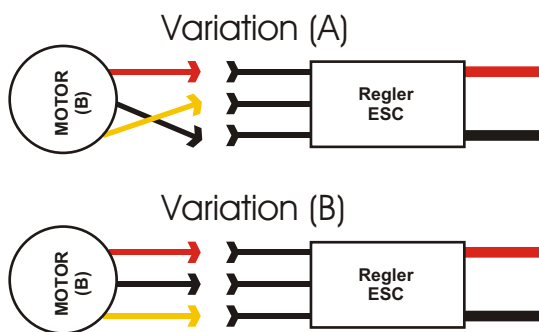 Variation (A)
MOTOR
(B)
Regler
ESC
Variation (B)
MOTOR
(B)
Regler
ESC